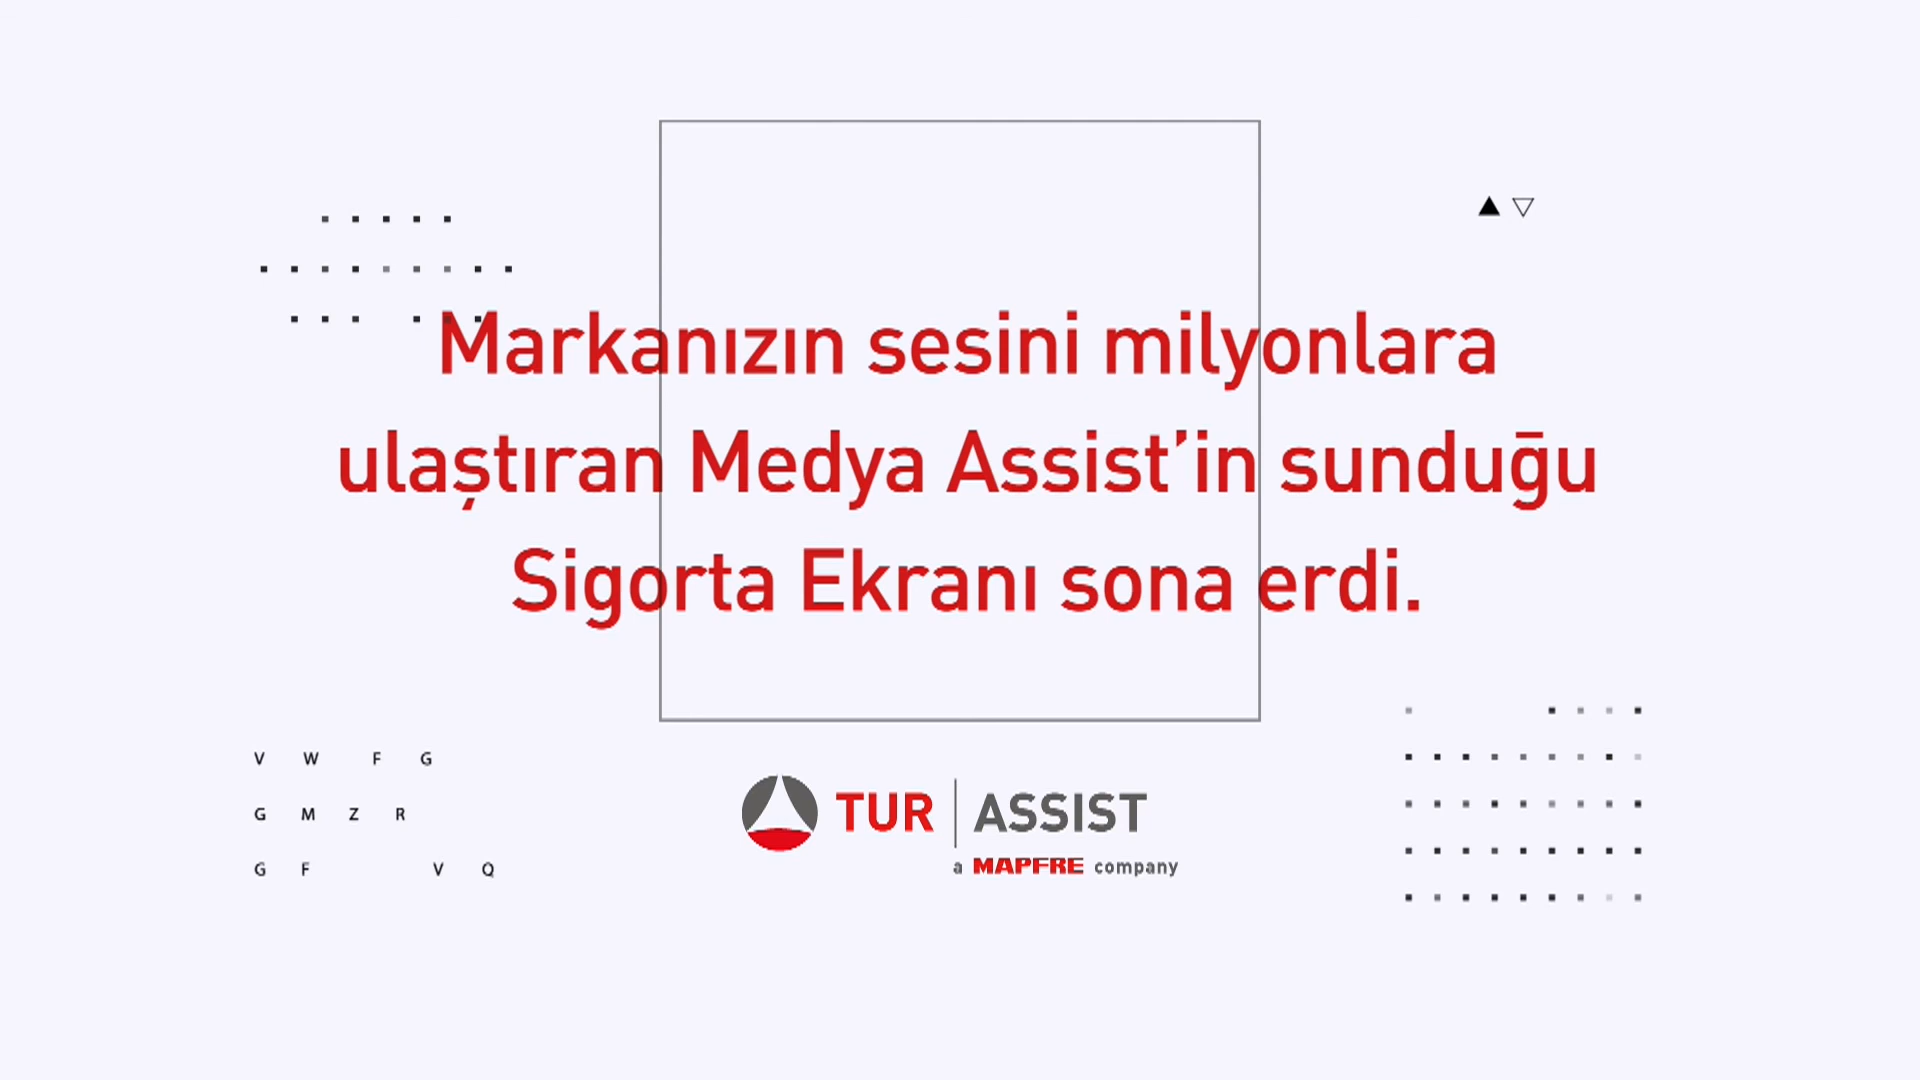 Markanızın sesini milyonlara
ulaştıran Medya Assist'in sunduğu
Sigorta Ekranı sona erdi.
V W F G
G M Z R
G F V Q
TUR ASSIST
a MAPFRE company